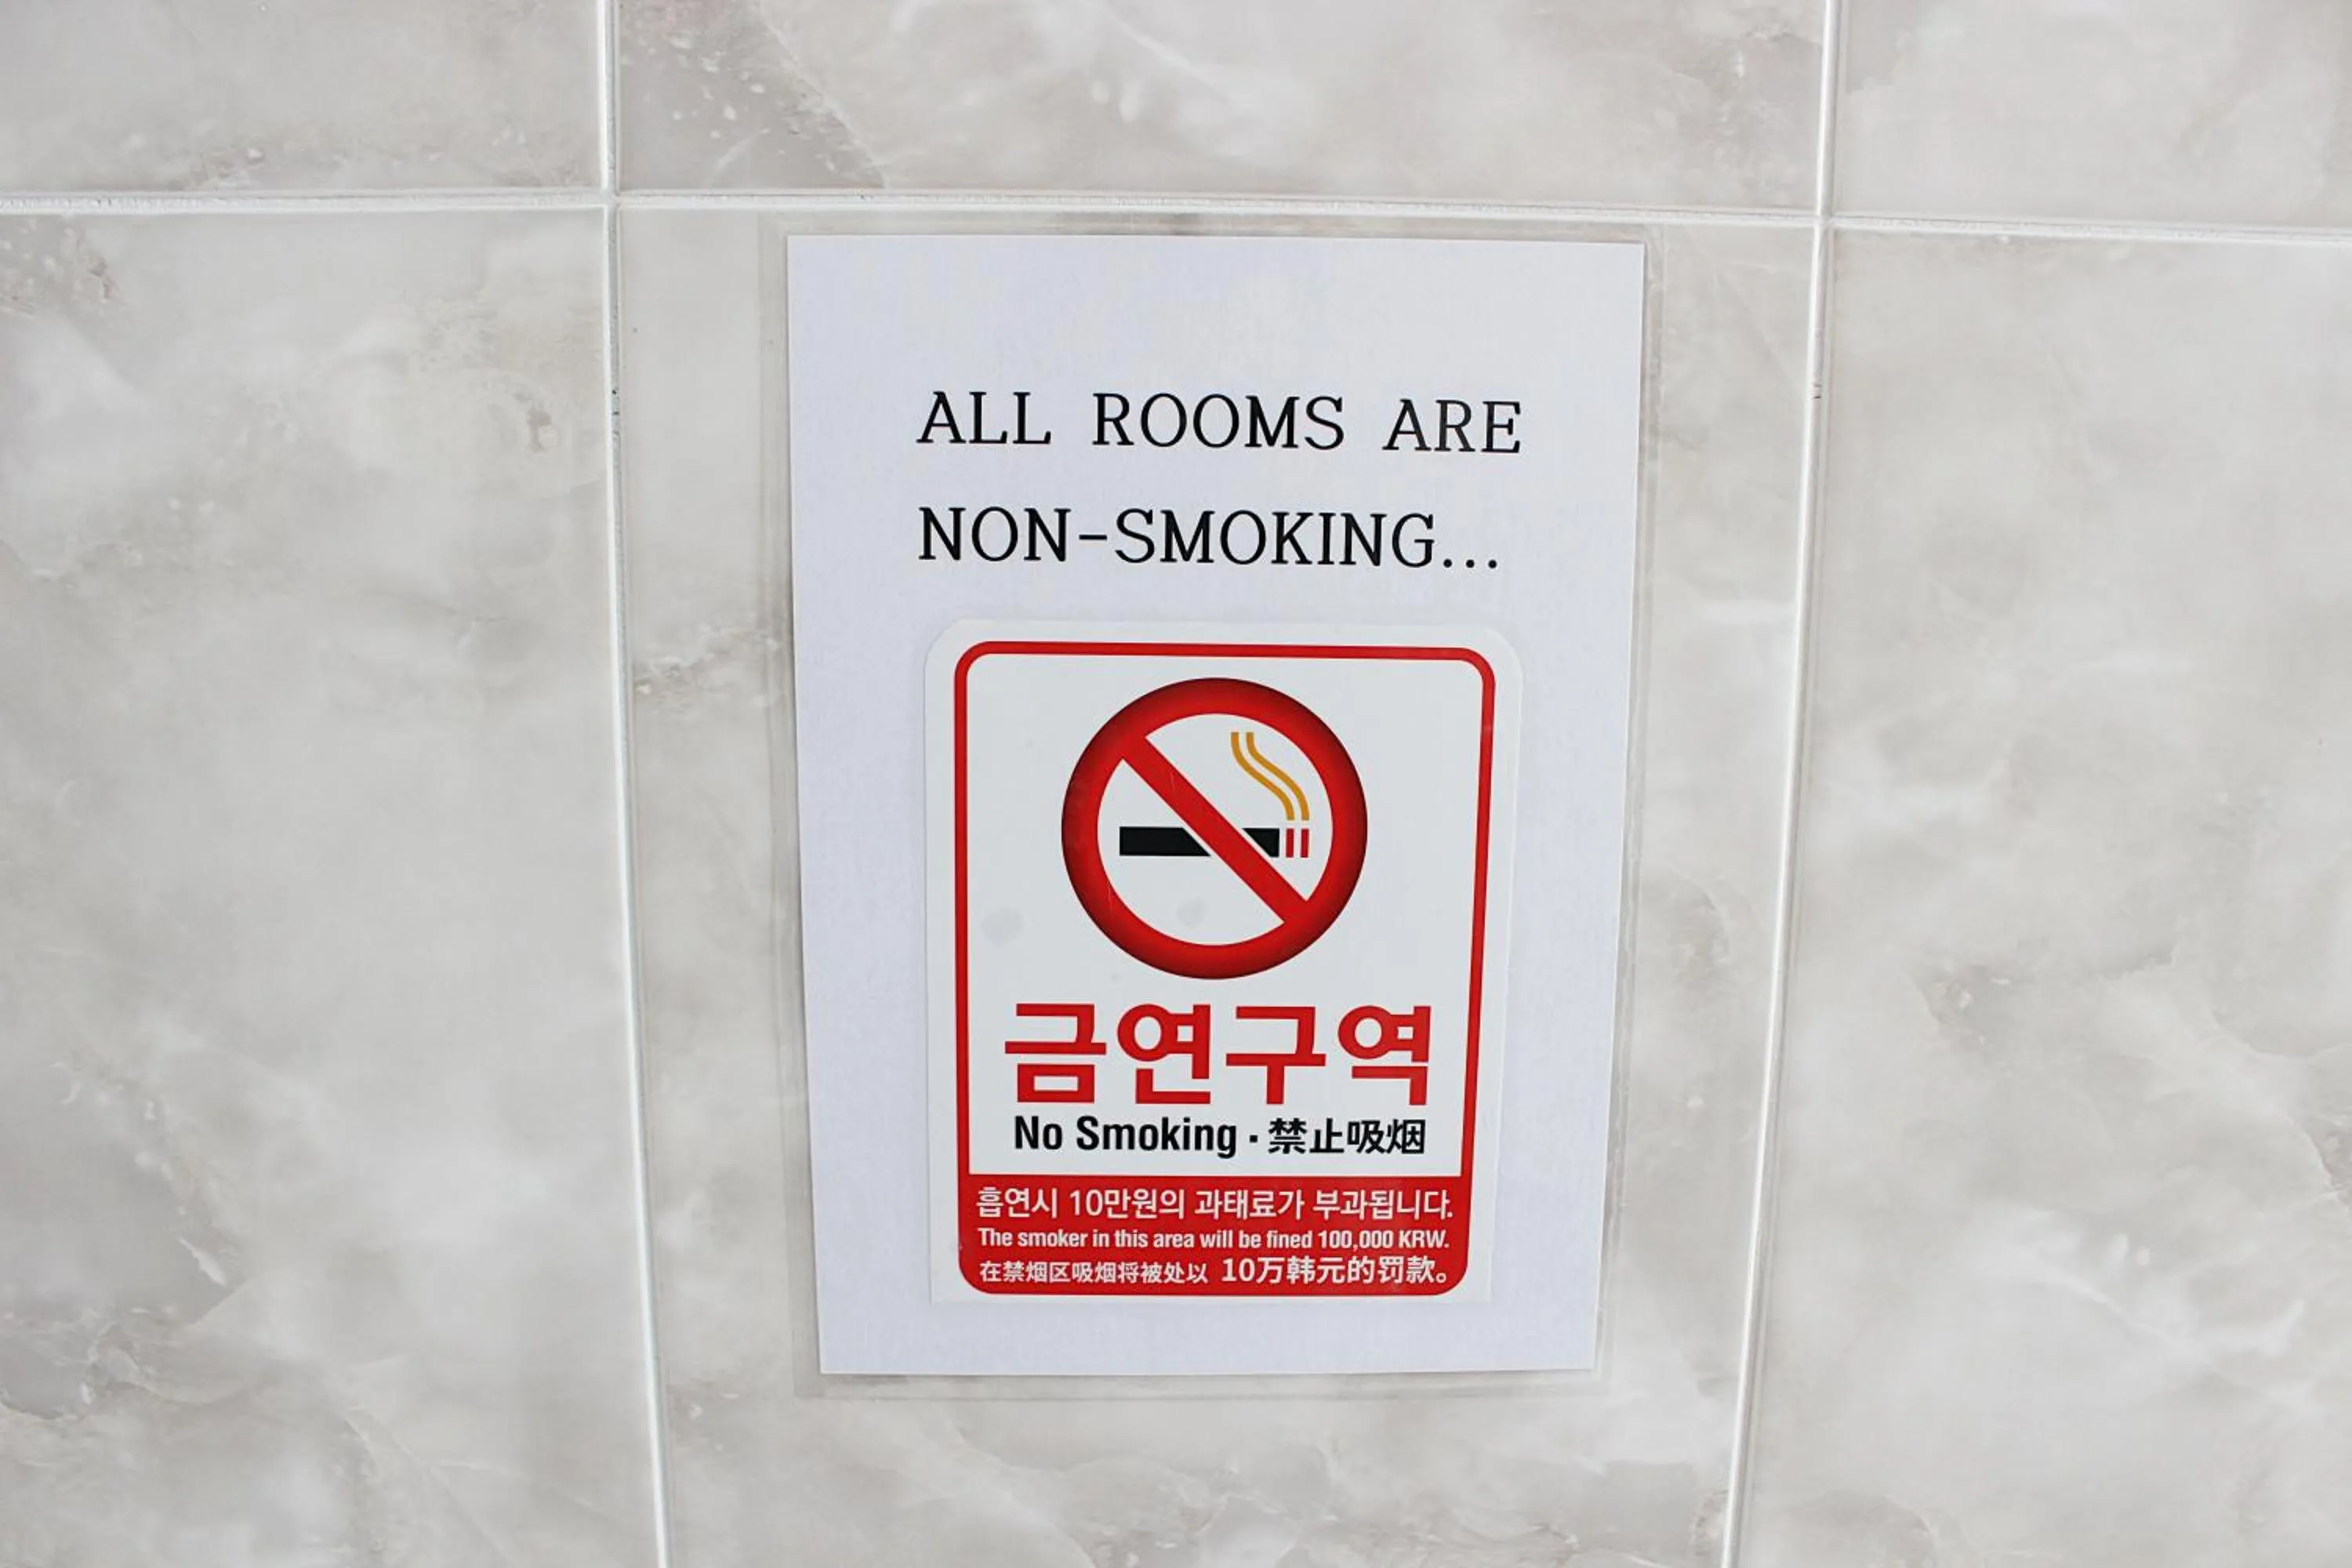 ALL ROOMS ARE
NON-SMOKING...
금연구역
No Smoking · 禁止吸烟
흡연시 10만원의 과태료가 부과됩니다.
The smoker in this area will be fined 100,000 KRW.
在禁烟区吸烟将被处以 10万韩元的罚款。